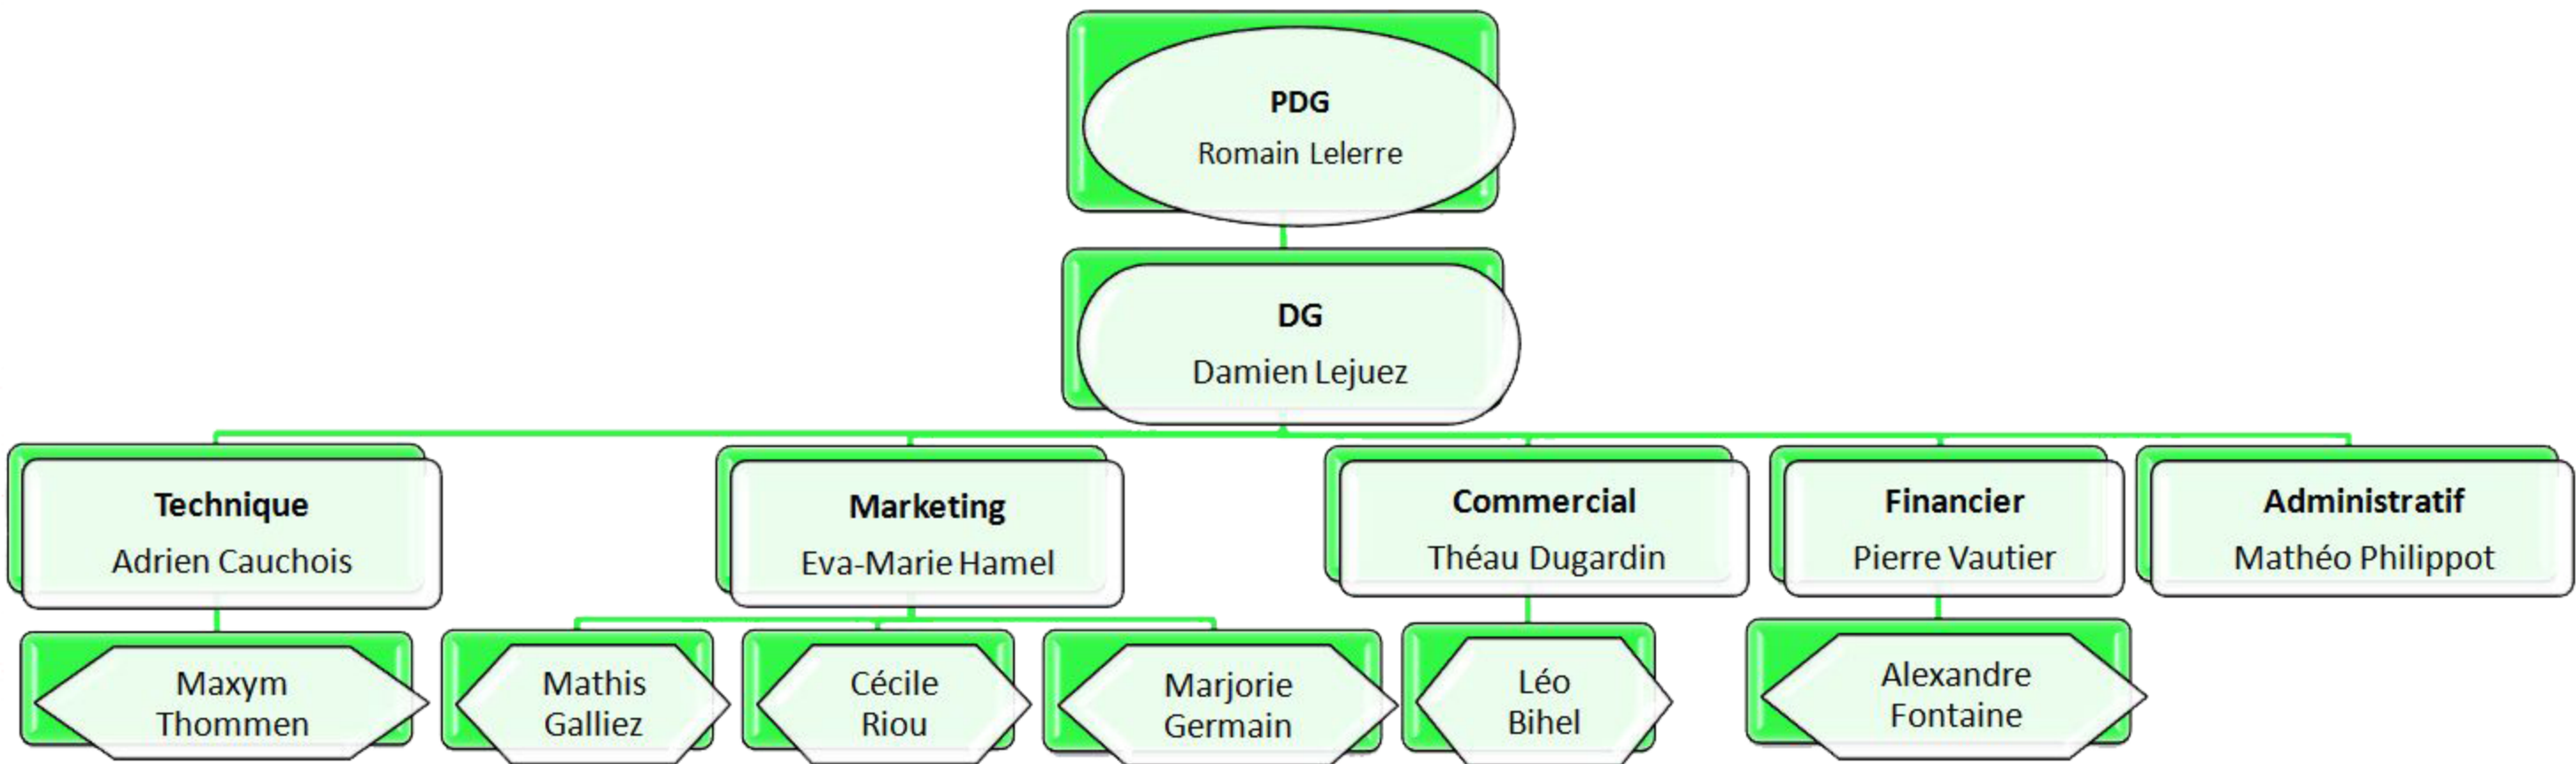 PDG
Romain Lelerre
DG
Damien Lejuez
Technique
Adrien Cauchois
Marketing
Eva-Marie Hamel
Commercial
Théau Dugardin
Financier
Pierre Vautier
Administratif
Mathéo Philippot
Maxym
Thommen
Mathis
Galliez
Cécile
Riou
Marjorie
Germain
Léo
Bihel
Alexandre
Fontaine